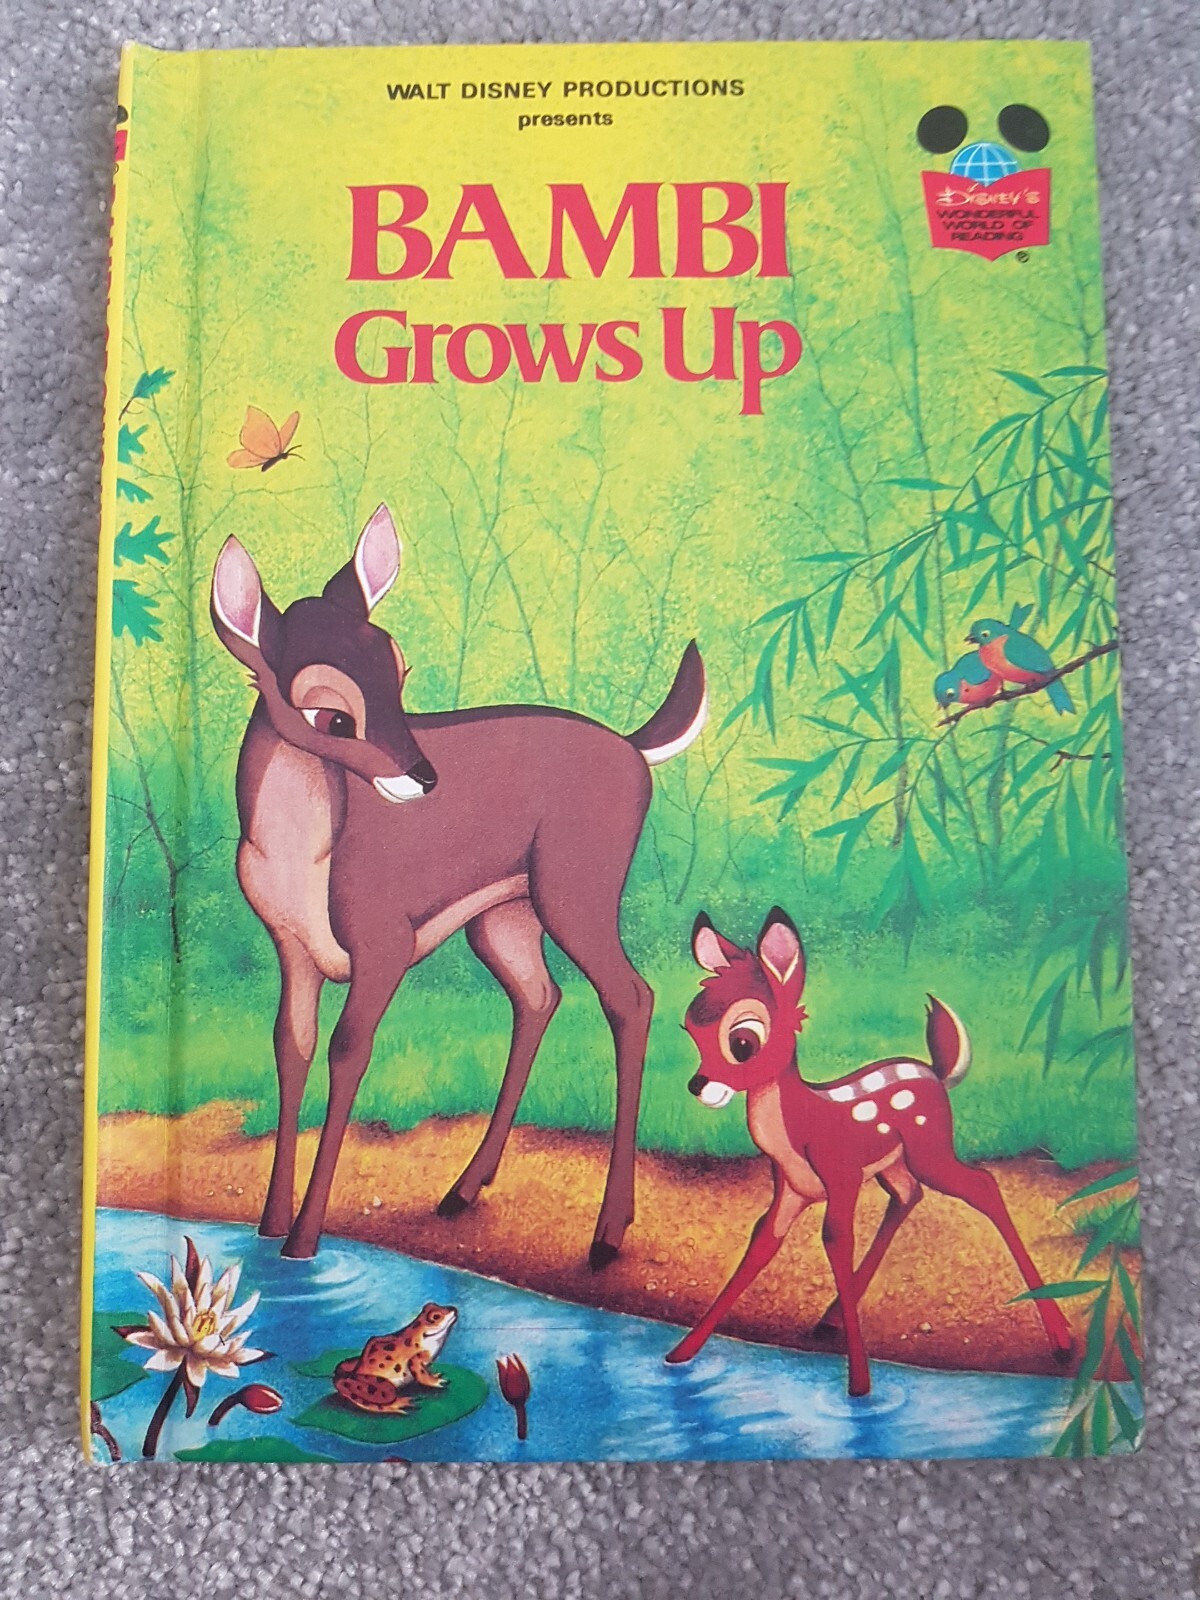 WALT DISNEY PRODUCTIONS
presents
BAMBI
Grows Up
Disney's
WONDERFUL
WORLD OF
READING
®